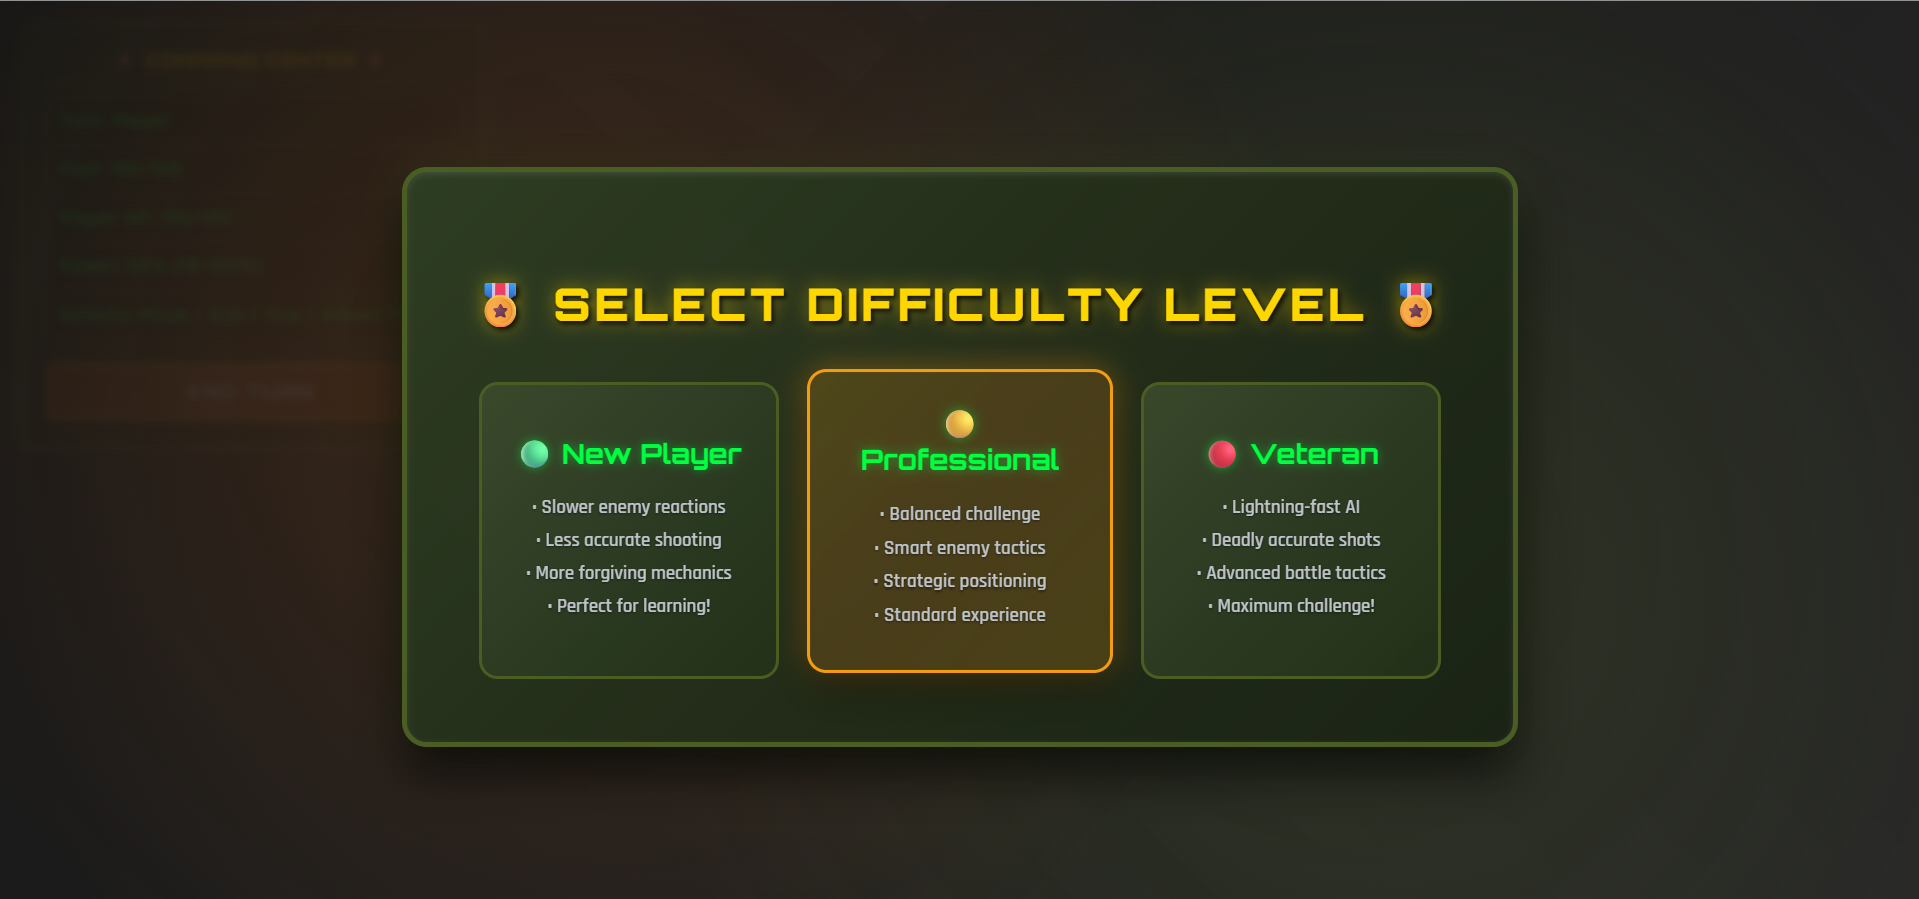 COMMAND CENTER
SELECT DIFFICULTY LEVEL
New Player
• Slower enemy reactions
• Less accurate shooting
• More forgiving mechanics
• Perfect for learning!
Professional
• Balanced challenge
• Smart enemy tactics
• Strategic positioning
• Standard experience
Veteran
• Lightning-fast AI
• Deadly accurate shots
• Advanced battle tactics
• Maximum challenge!